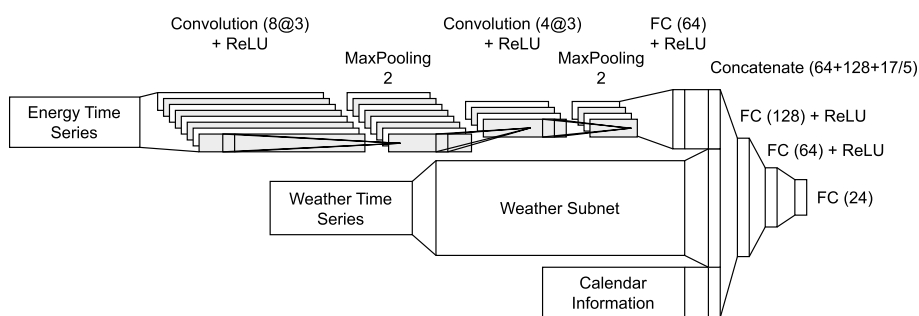 Convolution (8@3)
+ ReLU
MaxPooling
2
Convolution (4@3)
+ ReLU
MaxPooling
2
FC (64)
+ ReLU
Concatenate (64+128+17/5)
Energy Time
Series
FC (128) + ReLU
FC (64) + ReLU
FC (24)
Weather Time
Series
Weather Subnet
Calendar
Information